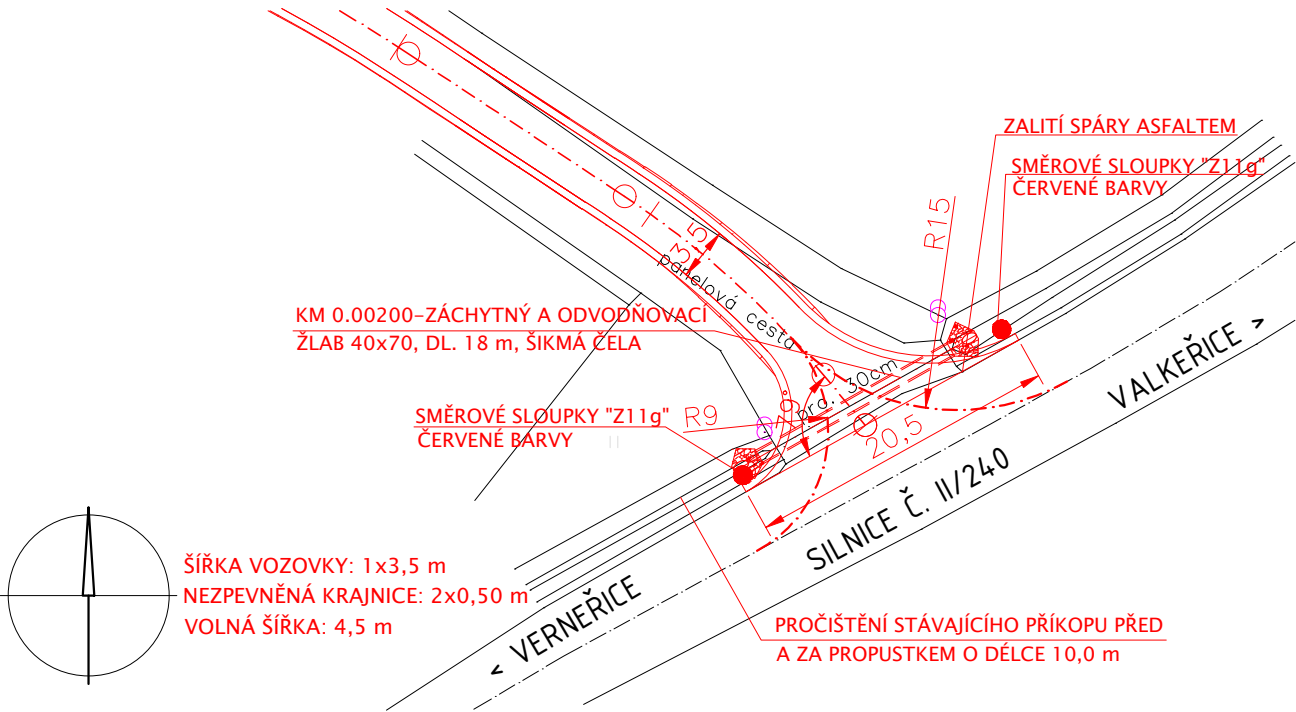 ZALITÍ SPÁRY ASFALTEM
SMĚROVÉ SLOUPKY "Z11g"
ČERVENÉ BARVY
R15
3,5
panelová cesta
KM 0.00200-ZÁCHYTNÝ A ODVODŇOVACÍ
ŽLAB 40x70, DL. 18 m, ŠIKMÁ ČELA
VALKEŘICE >
prd. 30cm
SMĚROVÉ SLOUPKY "Z11g"
ČERVENÉ BARVY
R9
20,5
SILNICE Č. II/240
< VERNEŘICE
ŠÍŘKA VOZOVKY: 1x3,5 m
NEZPEVNĚNÁ KRAJNICE: 2x0,50 m
VOLNÁ ŠÍŘKA: 4,5 m
PROČIŠTĚNÍ STÁVAJÍCÍHO PŘÍKOPU PŘED
A ZA PROPUSTKEM O DÉLCE 10,0 m